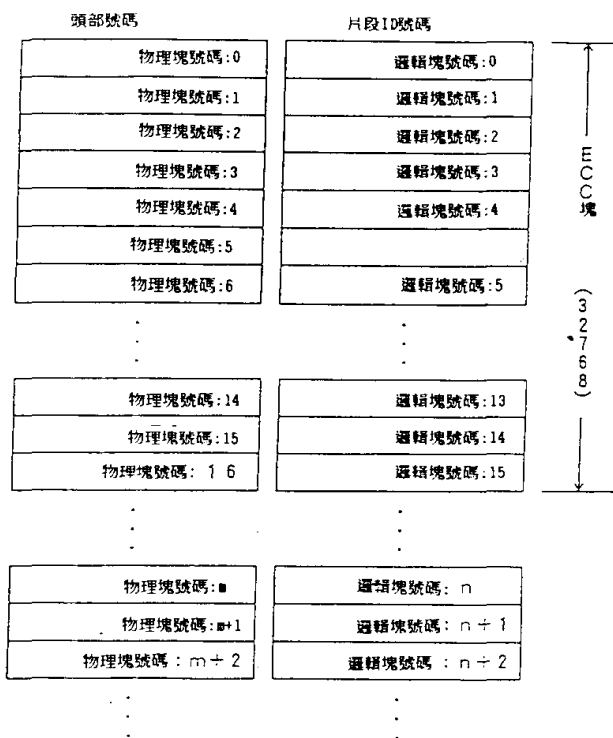 頭部號碼
片段ID號碼
物理塊號碼:0
邏輯塊號碼:0
物理塊號碼:1
邏輯塊號碼:1
物理塊號碼:2
邏輯塊號碼:2
物理塊號碼:3
邏輯塊號碼:3
物理塊號碼:4
邏輯塊號碼:4
物理塊號碼:5
物理塊號碼:6
邏輯塊號碼:5
ECC塊
(32768)
物理塊號碼:14
邏輯塊號碼:13
物理塊號碼:15
邏輯塊號碼:14
物理塊號碼: 16
邏輯塊號碼:15
物理塊號碼:m
邏輯塊號碼: n
物理塊號碼:m+1
邏輯塊號碼: n+1
物理塊號碼: m+2
邏輯塊號碼: n+2